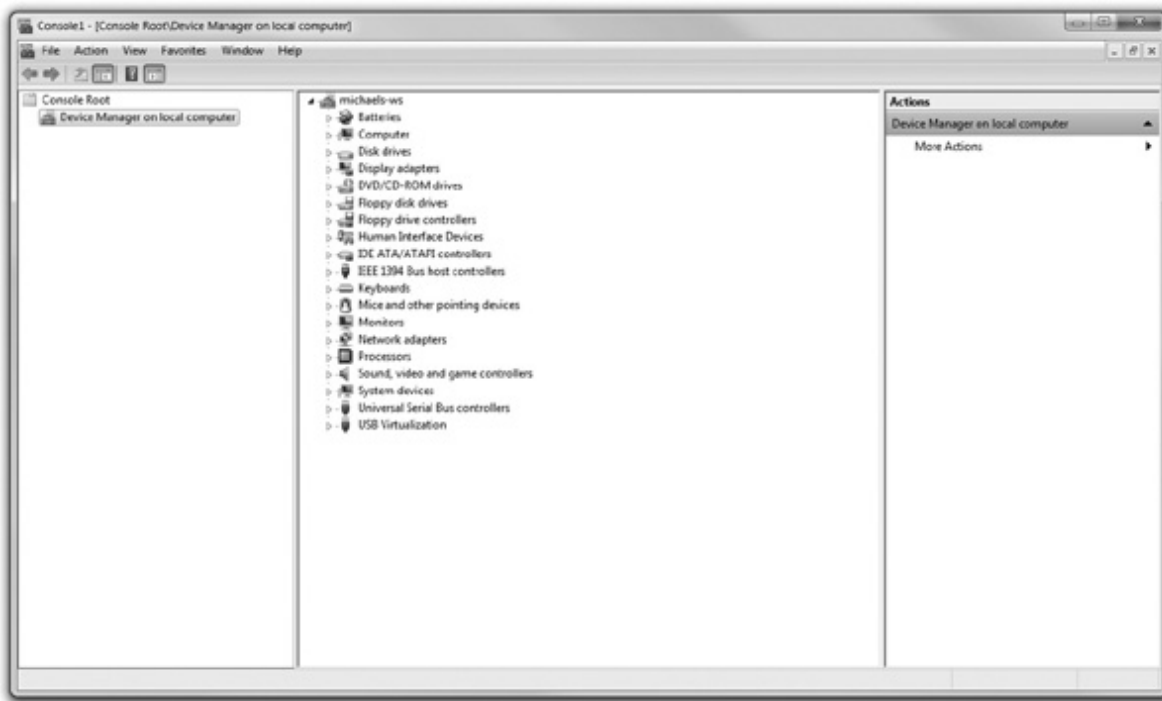 Console1 - [Console Root\Device Manager on local computer]
File Action View Favorites Window Help
Console Root
Device Manager on local computer
michaels-ws
Batteries
Computer
Disk drives
Display adapters
DVD/CD-ROM drives
Floppy disk drives
Floppy drive controllers
Human Interface Devices
IDE ATA/ATAPI controllers
IEEE 1394 Bus host controllers
Keyboards
Mice and other pointing devices
Monitors
Network adapters
Processors
Sound, video and game controllers
System devices
Universal Serial Bus controllers
USB Virtualization
Actions
Device Manager on local computer
More Actions